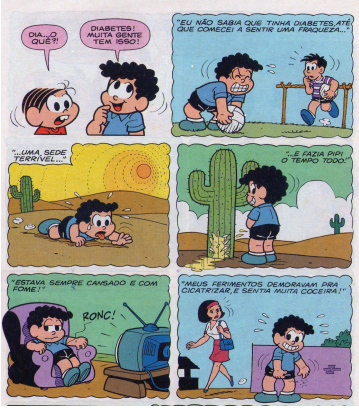 DIA...O
QUÊ?!
DIABETES!
MUITA GENTE
TEM ISSO!
"EU NÃO SABIA QUE TINHA DIABETES, ATÉ
QUE COMECEI A SENTIR UMA FRAQUEZA..."
"...UMA SEDE
TERRÍVEL..."
"...E FAZIA PIPI
O TEMPO TODO!"
"ESTAVA SEMPRE CANSADO E COM
FOME!"
RONC!
"MEUS FERIMENTOS DEMORAVAM PRA
CICATRIZAR, E SENTIA MUITA COCEIRA!"